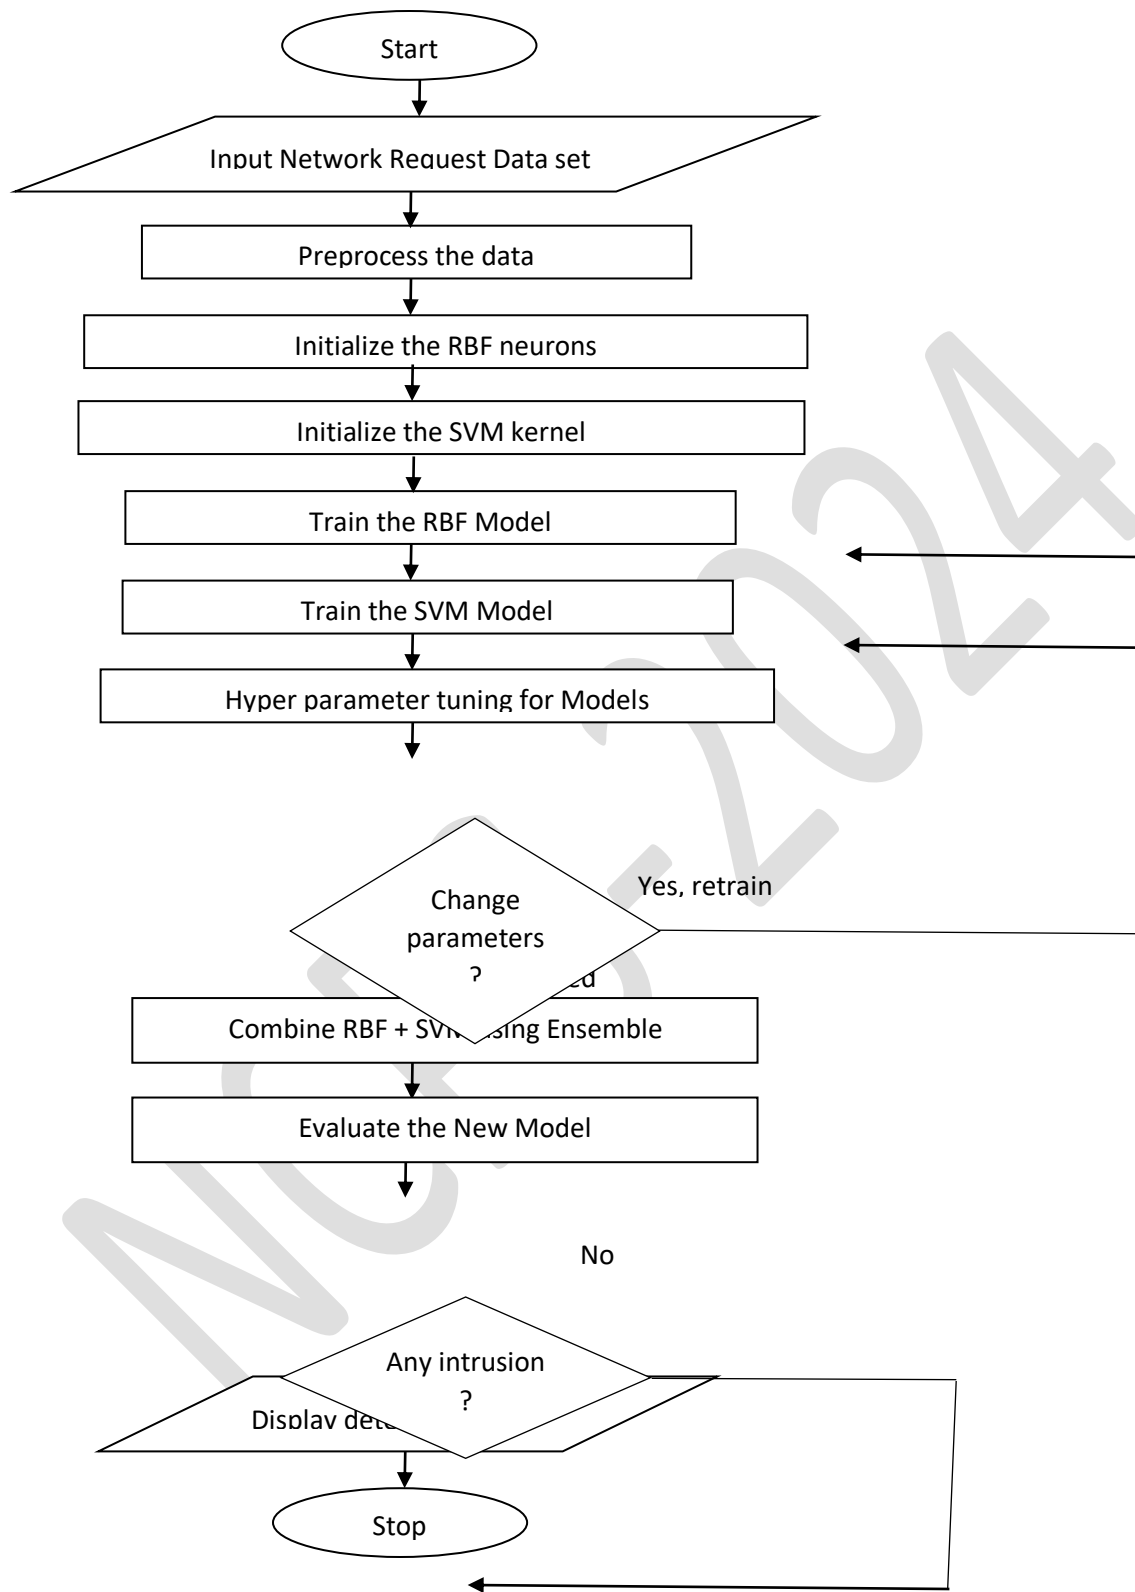 Start
Input Network Request Data set
Preprocess the data
Initialize the RBF neurons
Initialize the SVM kernel
Train the RBF Model
Train the SVM Model
Hyper parameter tuning for Models
Yes, retrain
Change
parameters
?
Combine RBF + Ensemble
Evaluate the New Model
No
Any intrusion
?
Display
Stop